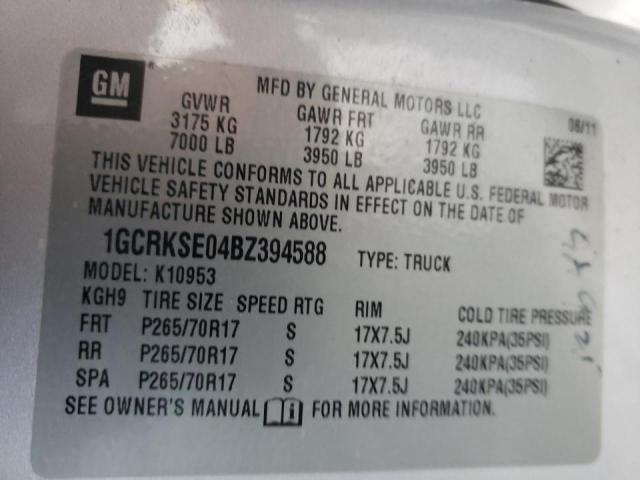 GM
MFD BY GENERAL MOTORS LLC
06/11
GVWR GAWR FRT GAWR RR
3175 KG 1792 KG 1792 KG
7000 LB 3950 LB 3950 LB
THIS VEHICLE CONFORMS TO ALL APPLICABLE U.S. FEDERAL MOTOR
VEHICLE SAFETY STANDARDS IN EFFECT ON THE DATE OF
MANUFACTURE SHOWN ABOVE.
1GCRKSE04BZ394588 TYPE: TRUCK
MODEL: K10953
KGH9 TIRE SIZE SPEED RTG RIM COLD TIRE PRESSURE
FRT P265/70R17 S 17X7.5J 240KPA(35PSI)
RR P265/70R17 S 17X7.5J 240KPA(35PSI)
SPA P265/70R17 S 17X7.5J 240KPA(35PSI)
SEE OWNER'S MANUAL FOR MORE INFORMATION.